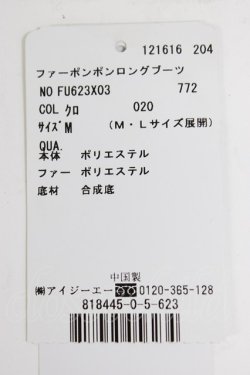 121616 204
ファーポンポンロングブーツ
NO FU623X03 772
COL ｸﾛ 020
ｻｲｽﾞ M (M・Lサイズ展開)
QUA.
本体 ポリエステル
ファー ポリエステル
底材 合成底
中国製
㈱アイジーエー 0120-365-128
818445-0-5-623